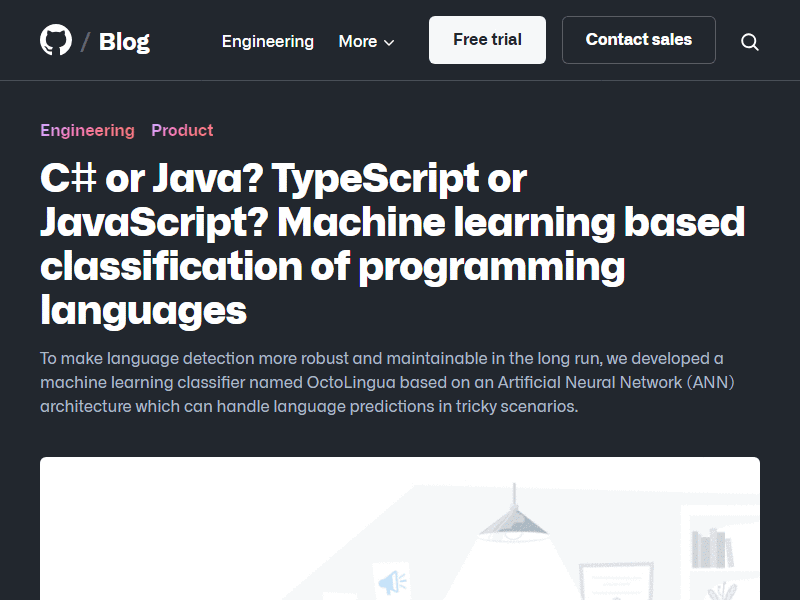 / Blog Engineering More Free trial Contact sales
Engineering Product
C# or Java? TypeScript or
JavaScript? Machine learning based
classification of programming
languages
To make language detection more robust and maintainable in the long run, we developed a
machine learning classifier named OctoLingua based on an Artificial Neural Network (ANN)
architecture which can handle language predictions in tricky scenarios.